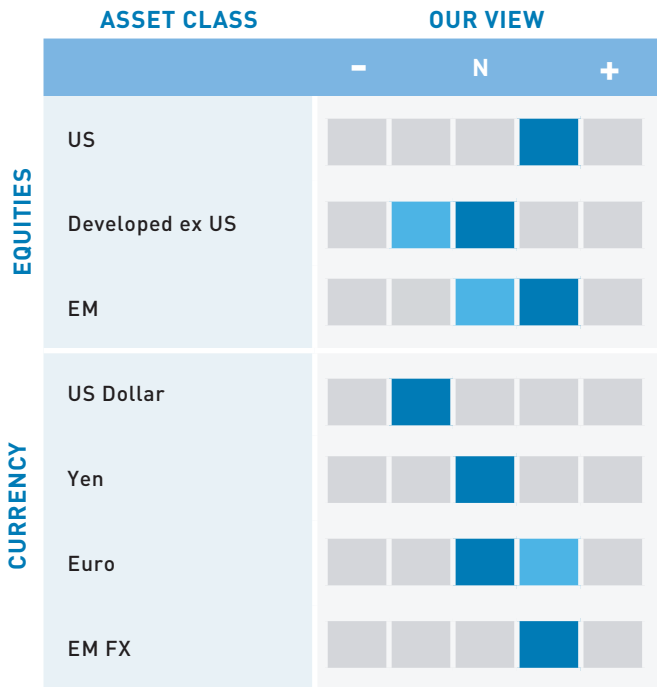 ASSET CLASS OUR VIEW
- N +
EQUITIES
US
Developed ex US
EM
CURRENCY
US Dollar
Yen
Euro
EM FX